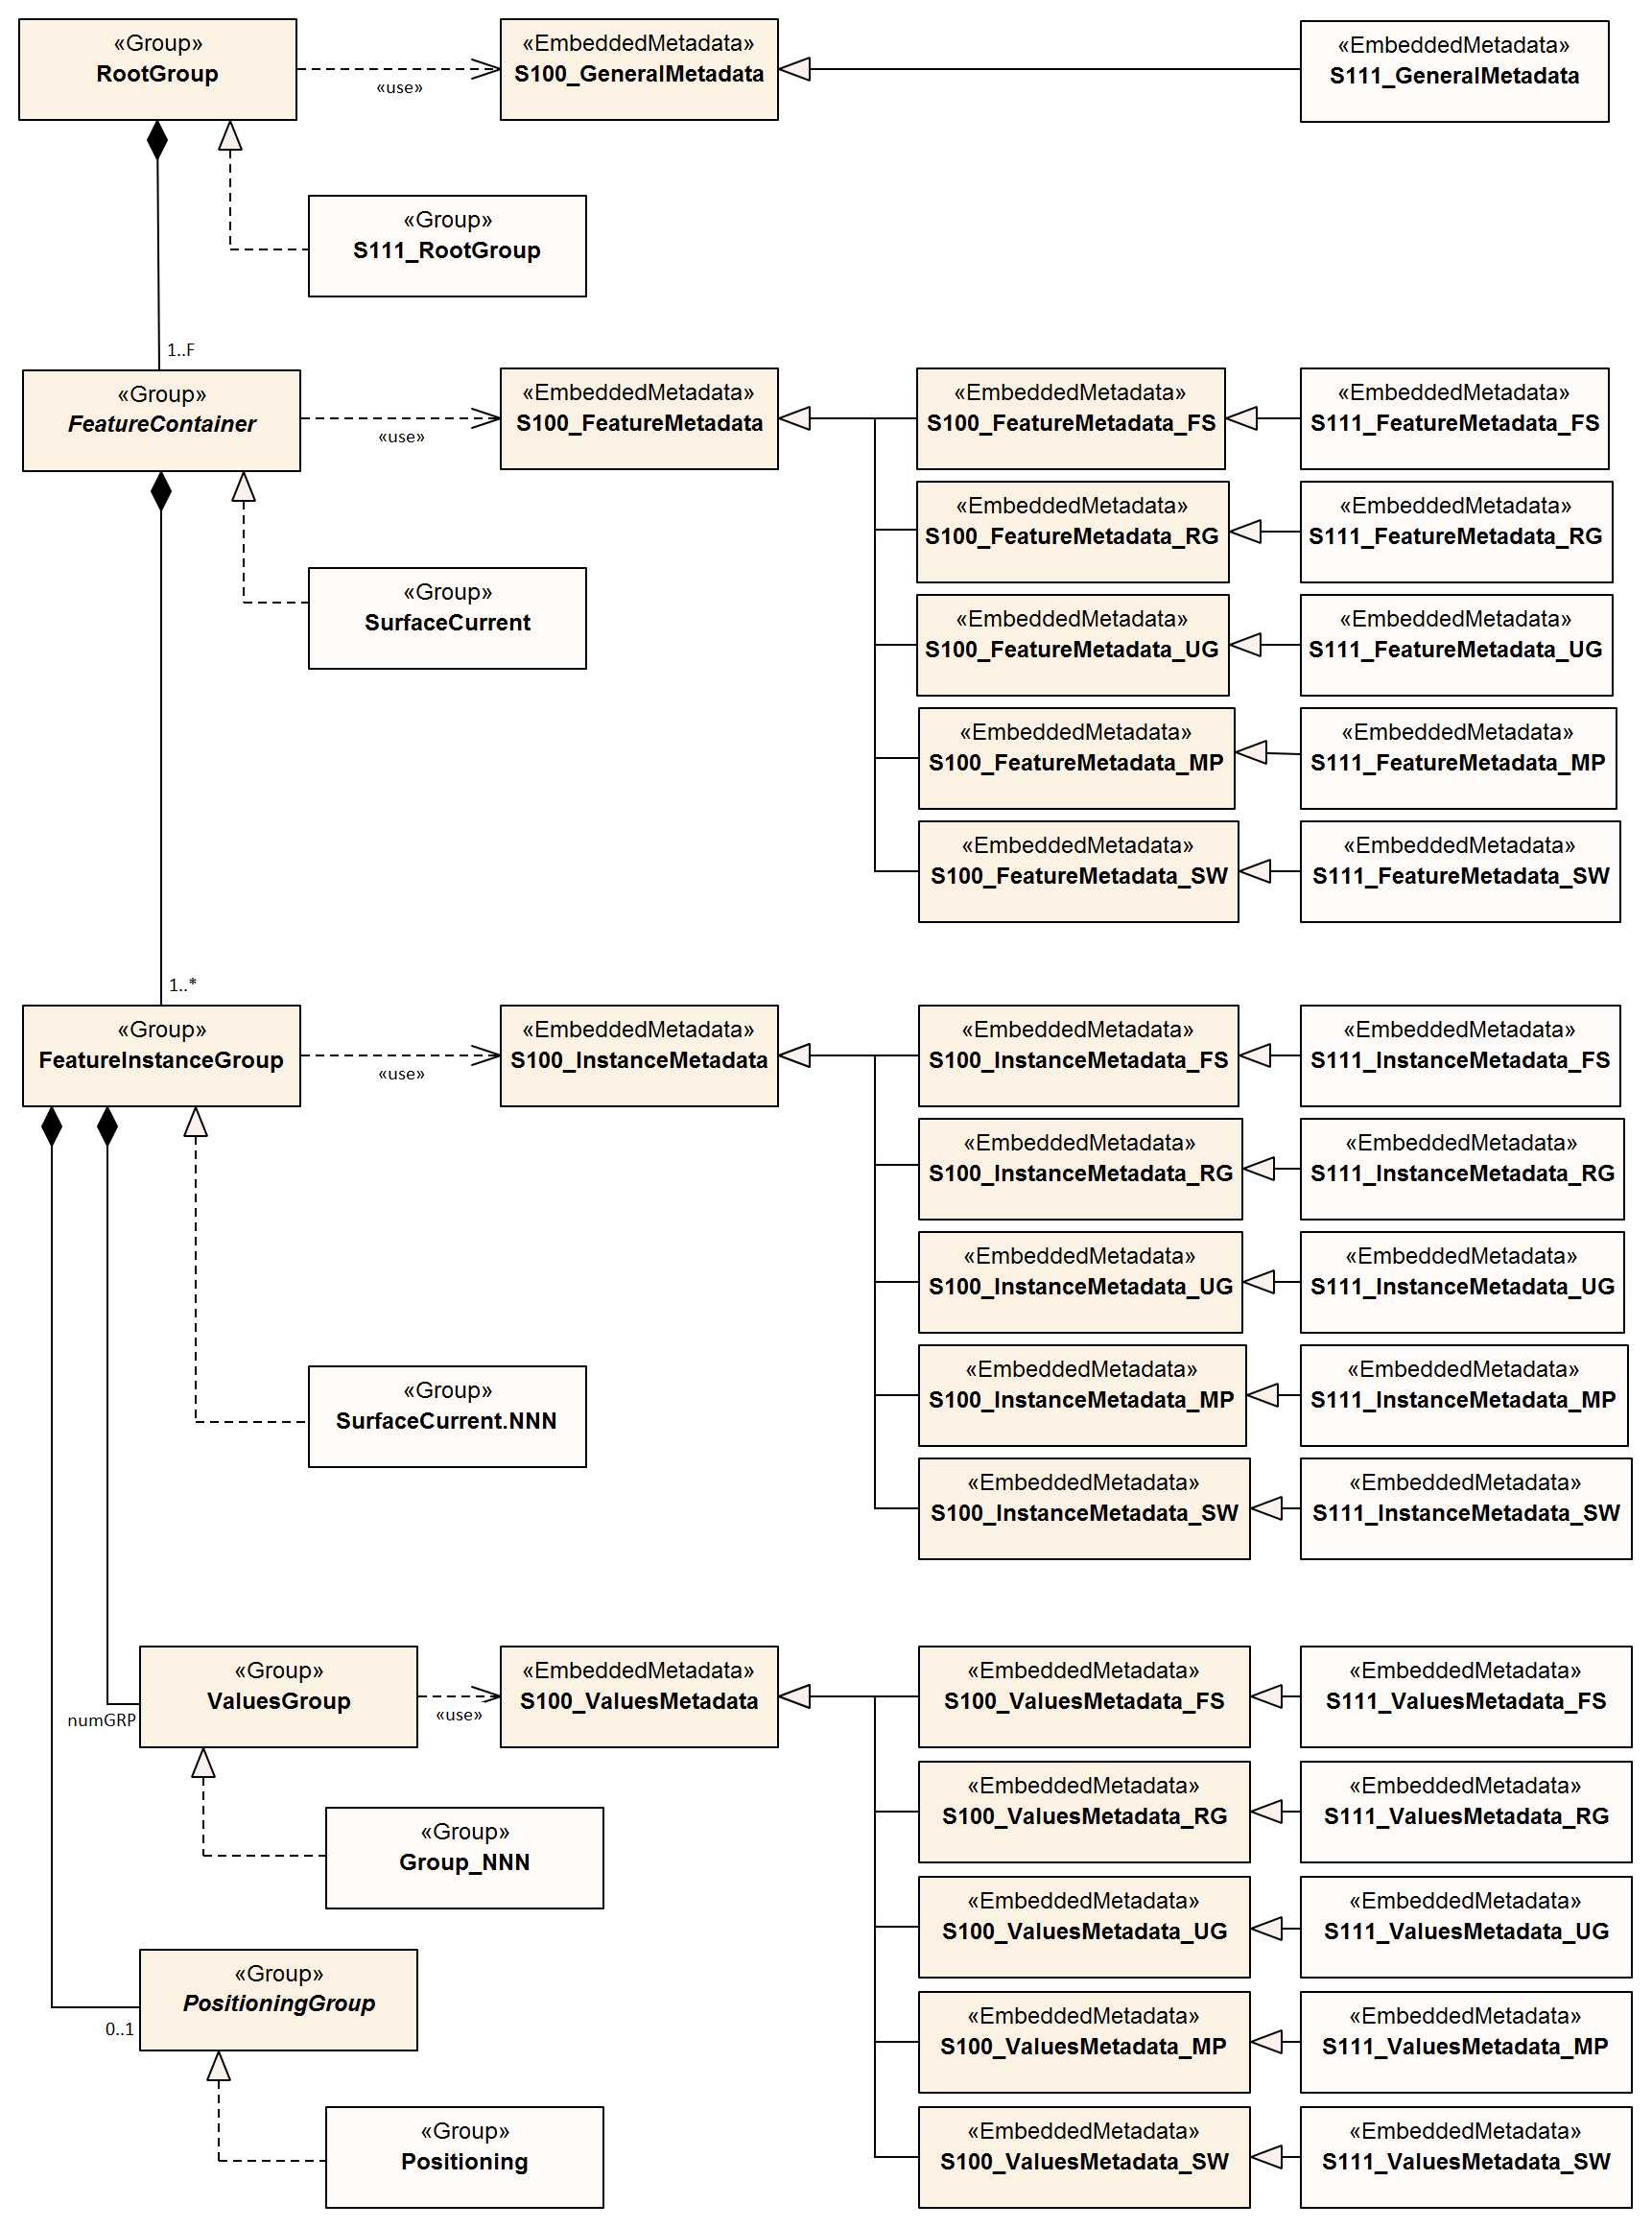 «Group»
RootGroup
«use»
«EmbeddedMetadata»
S100_GeneralMetadata
«EmbeddedMetadata»
S111_GeneralMetadata
«Group»
S111_RootGroup
1..F
«Group»
FeatureContainer
«use»
«EmbeddedMetadata»
S100_FeatureMetadata
«EmbeddedMetadata»
S100_FeatureMetadata_FS
«EmbeddedMetadata»
S111_FeatureMetadata_FS
«EmbeddedMetadata»
S100_FeatureMetadata_RG
«EmbeddedMetadata»
S111_FeatureMetadata_RG
«Group»
SurfaceCurrent
«EmbeddedMetadata»
S100_FeatureMetadata_UG
«EmbeddedMetadata»
S111_FeatureMetadata_UG
«EmbeddedMetadata»
S100_FeatureMetadata_MP
«EmbeddedMetadata»
S111_FeatureMetadata_MP
«EmbeddedMetadata»
S100_FeatureMetadata_SW
«EmbeddedMetadata»
S111_FeatureMetadata_SW
1..*
«Group»
FeatureInstanceGroup
«use»
«EmbeddedMetadata»
S100_InstanceMetadata
«EmbeddedMetadata»
S100_InstanceMetadata_FS
«EmbeddedMetadata»
S111_InstanceMetadata_FS
«EmbeddedMetadata»
S100_InstanceMetadata_RG
«EmbeddedMetadata»
S111_InstanceMetadata_RG
«EmbeddedMetadata»
S100_InstanceMetadata_UG
«EmbeddedMetadata»
S111_InstanceMetadata_UG
«Group»
SurfaceCurrent.NNN
«EmbeddedMetadata»
S100_InstanceMetadata_MP
«EmbeddedMetadata»
S111_InstanceMetadata_MP
«EmbeddedMetadata»
S100_InstanceMetadata_SW
«EmbeddedMetadata»
S111_InstanceMetadata_SW
numGRP
«Group»
ValuesGroup
«use»
«EmbeddedMetadata»
S100_ValuesMetadata
«EmbeddedMetadata»
S100_ValuesMetadata_FS
«EmbeddedMetadata»
S111_ValuesMetadata_FS
«Group»
Group_NNN
«EmbeddedMetadata»
S100_ValuesMetadata_RG
«EmbeddedMetadata»
S111_ValuesMetadata_RG
«EmbeddedMetadata»
S100_ValuesMetadata_UG
«EmbeddedMetadata»
S111_ValuesMetadata_UG
«Group»
PositioningGroup
0..1
«EmbeddedMetadata»
S100_ValuesMetadata_MP
«EmbeddedMetadata»
S111_ValuesMetadata_MP
«Group»
Positioning
«EmbeddedMetadata»
S100_ValuesMetadata_SW
«EmbeddedMetadata»
S111_ValuesMetadata_SW